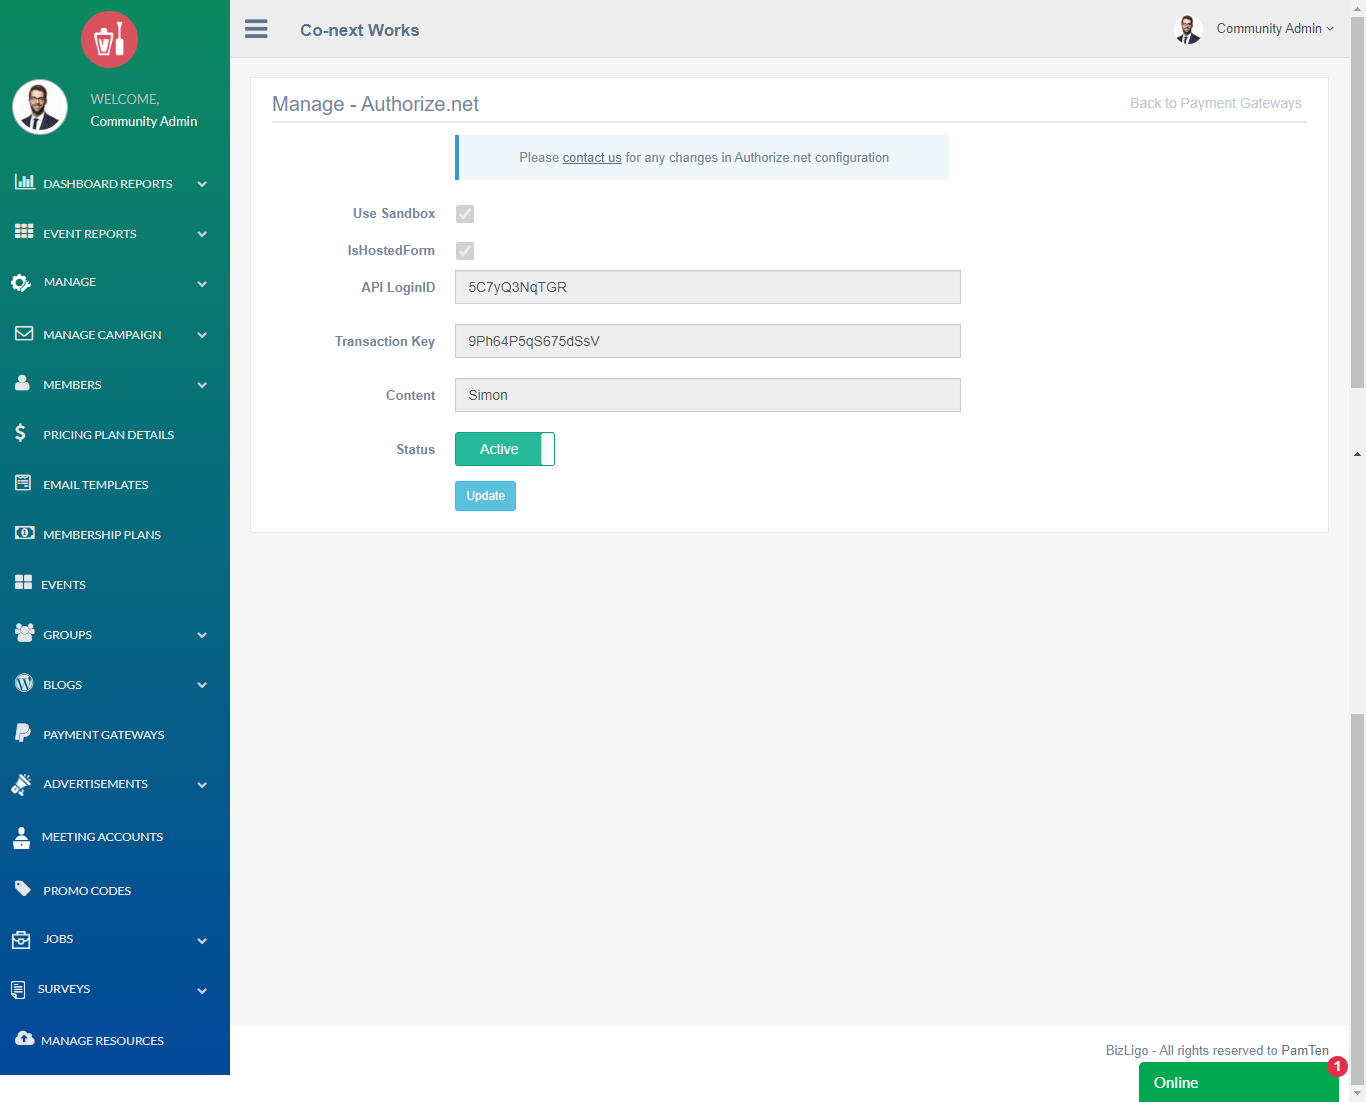 WELCOME,
Community Admin
DASHBOARD REPORTS
EVENT REPORTS
MANAGE
MANAGE CAMPAIGN
MEMBERS
PRICING PLAN DETAILS
EMAIL TEMPLATES
MEMBERSHIP PLANS
EVENTS
GROUPS
BLOGS
PAYMENT GATEWAYS
ADVERTISEMENTS
MEETING ACCOUNTS
PROMO CODES
JOBS
SURVEYS
MANAGE RESOURCES
Co-next Works
Community Admin
Manage - Authorize.net
Back to Payment Gateways
Please contact us for any changes in Authorize.net configuration
Use Sandbox
IsHostedForm
API LoginID 5C7yQ3NqTGR
Transaction Key 9Ph64P5qS675dSsV
Content Simon
Status Active
Update
BizLigo - All rights reserved to PamTen
1
Online